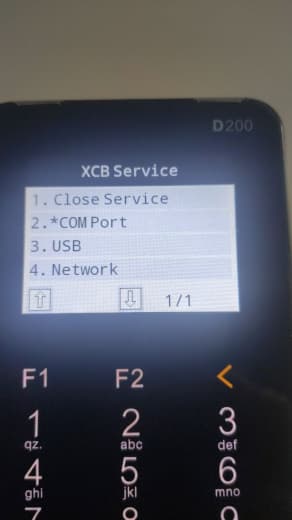 D200
XCB Service
1. Close Service
2.*COM Port
3. USB
4. Network
1/1
F1 F2 <
1 2 3
qz. abc def
4 5 6
ghi jkl mno